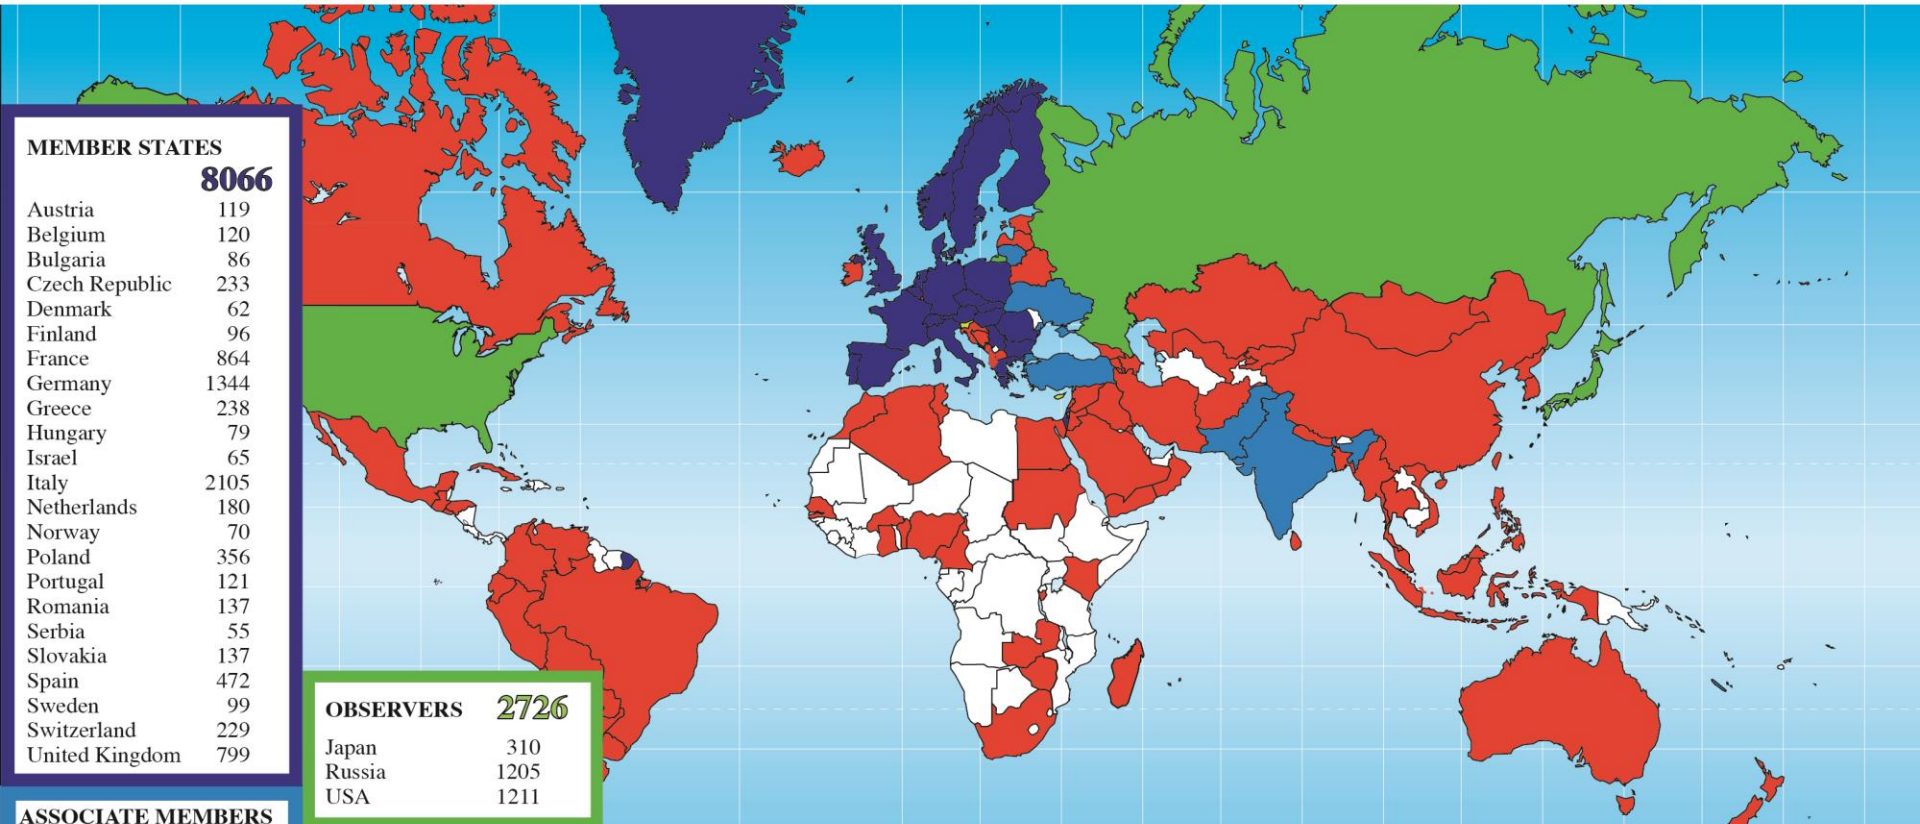 MEMBER STATES
8066
Austria 119
Belgium 120
Bulgaria 86
Czech Republic 233
Denmark 62
Finland 96
France 864
Germany 1344
Greece 238
Hungary 79
Israel 65
Italy 2105
Netherlands 180
Norway 70
Poland 356
Portugal 121
Romania 137
Serbia 55
Slovakia 137
Spain 472
Sweden 99
Switzerland 229
United Kingdom 799
ASSOCIATE MEMBERS
OBSERVERS 2726
Japan 310
Russia 1205
USA 1211